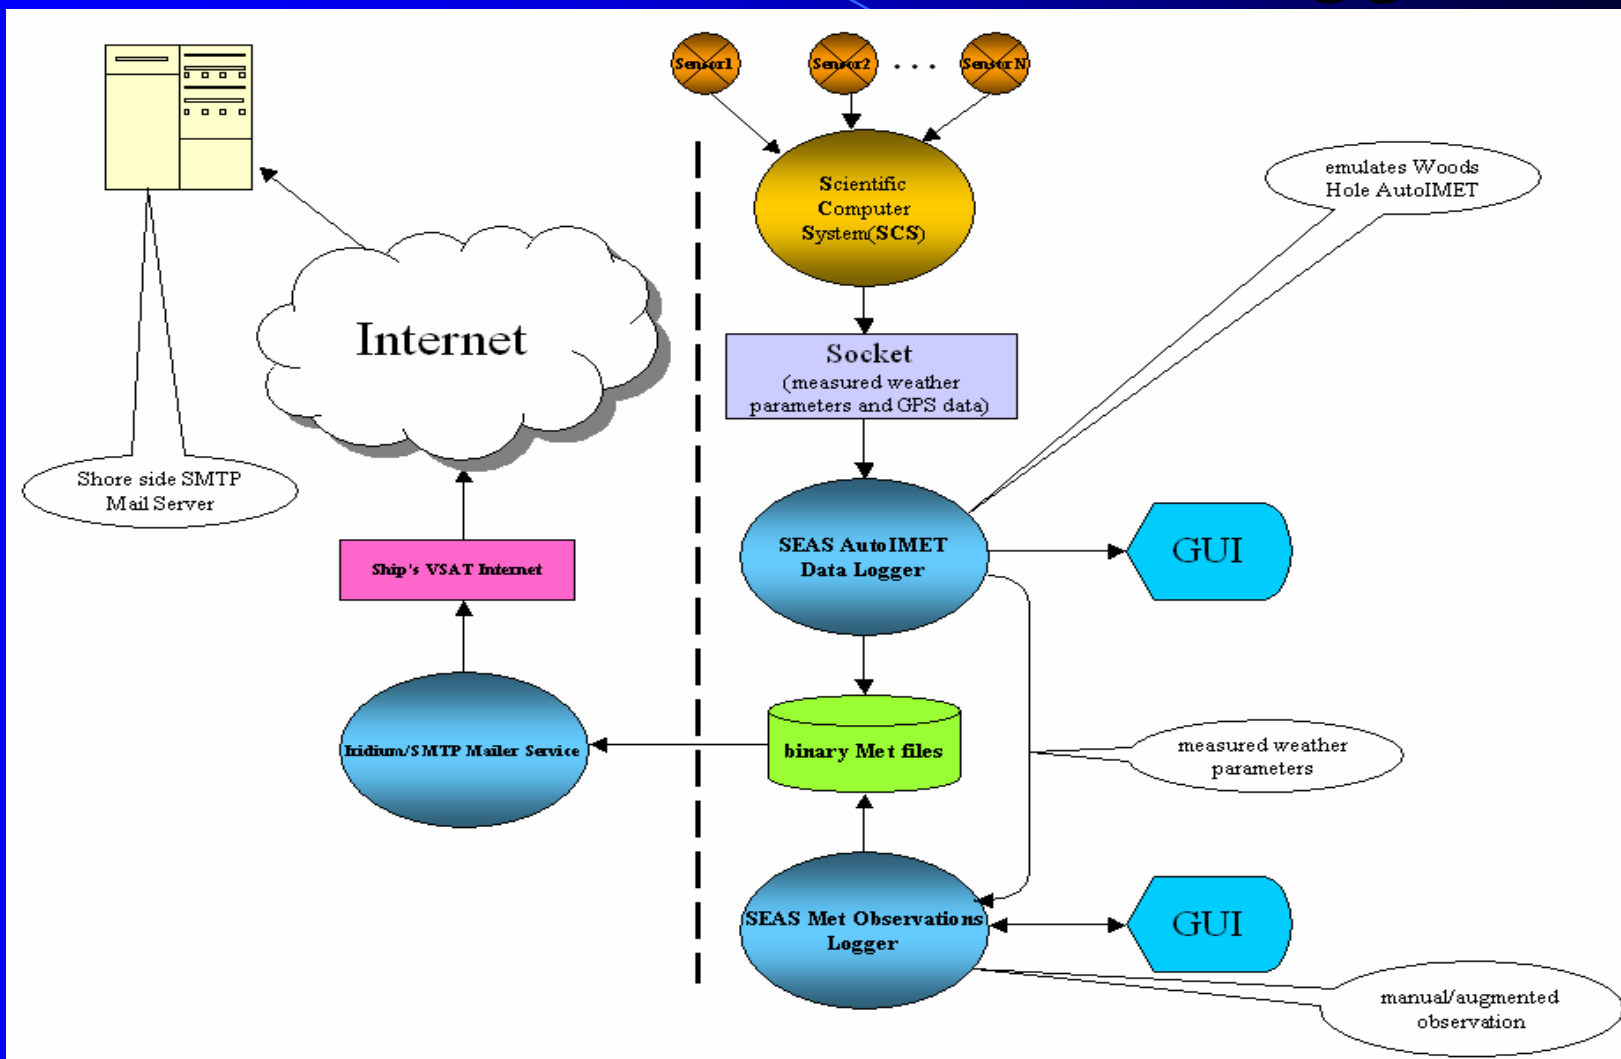 Sensor1
Sensor2
. . .
SensorN
Scientific
Computer
System(SCS)
emulates Woods
Hole AutoIMET
Internet
Socket
(measured weather
parameters and GPS data)
Shore side SMTP
Mail Server
SEAS AutoIMET
Data Logger
GUI
Ship's VSAT Internet
Iridium/SMTP Mailer Service
binary Met files
measured weather
parameters
SEAS Met Observations
Logger
GUI
manual/augmented
observation